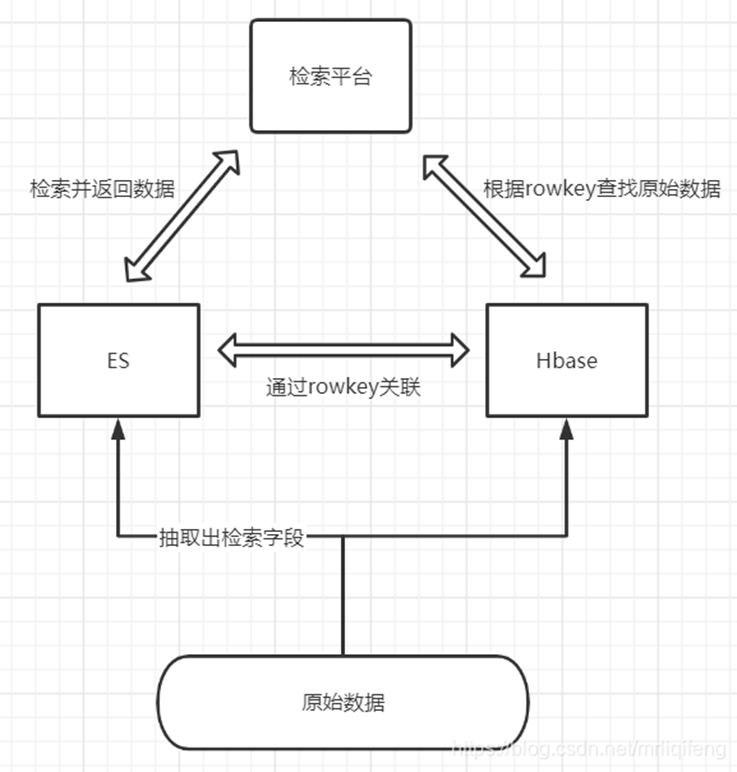 检索平台
检索并返回数据
根据rowkey查找原始数据
ES
Hbase
通过rowkey关联
抽取出检索字段
原始数据
https://blog.csdn.net/mrliqifeng